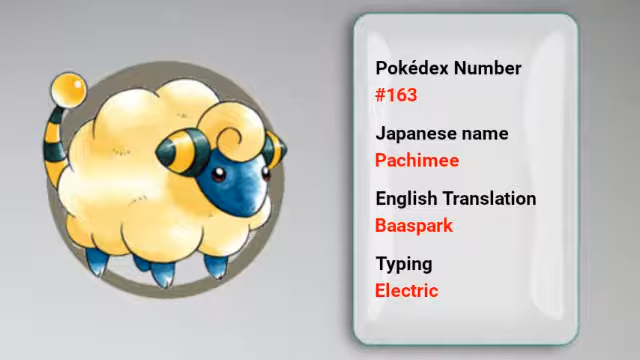 Pokédex Number
#163
Japanese name
Pachimee
English Translation
Baaspark
Typing
Electric